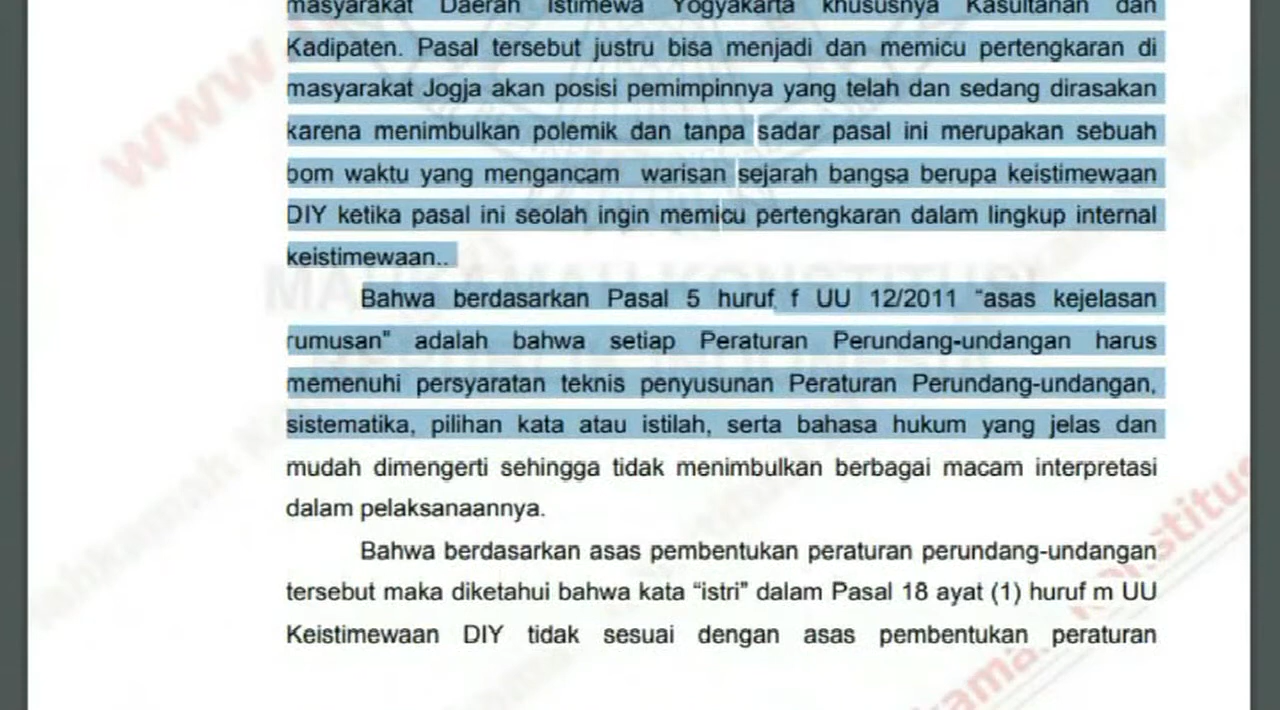 masyarakat Daerah Istimewa Yogyakarta khususnya Kasultanan dan
Kadipaten. Pasal tersebut justru bisa menjadi dan memicu pertengkaran di
masyarakat Jogja akan posisi pemimpinnya yang telah dan sedang dirasakan
karena menimbulkan polemik dan tanpa sadar pasal ini merupakan sebuah
bom waktu yang mengancam warisan sejarah bangsa berupa keistimewaan
DIY ketika pasal ini seolah ingin memicu pertengkaran dalam lingkup internal
keistimewaan..
MAHKAMAH KONSTITUSI
Bahwa berdasarkan Pasal 5 huruf f UU 12/2011 “asas kejelasan
rumusan” adalah bahwa setiap Peraturan Perundang-undangan harus
memenuhi persyaratan teknis penyusunan Peraturan Perundang-undangan,
sistematika, pilihan kata atau istilah, serta bahasa hukum yang jelas dan
mudah dimengerti sehingga tidak menimbulkan berbagai macam interpretasi
dalam pelaksanaannya.
Bahwa berdasarkan asas pembentukan peraturan perundang-undangan
tersebut maka diketahui bahwa kata “istri” dalam Pasal 18 ayat (1) huruf m UU
Keistimewaan DIY tidak sesuai dengan asas pembentukan peraturan
www.